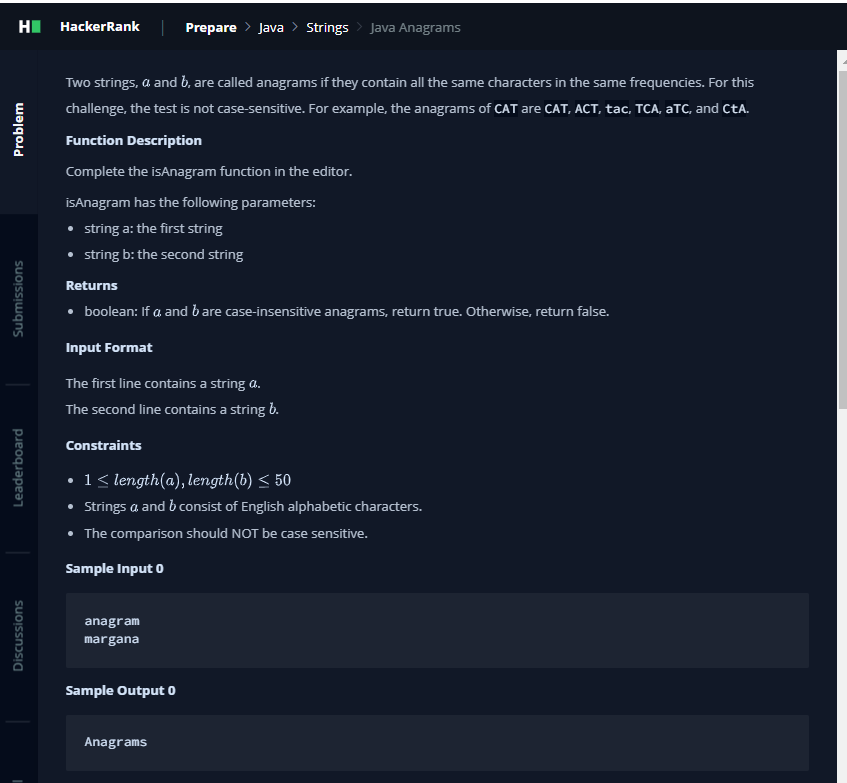 HackerRank | Prepare > Java > Strings > Java Anagrams
Problem
Submissions
Leaderboard
Discussions
Two strings, a and b, are called anagrams if they contain all the same characters in the same frequencies. For this
challenge, the test is not case-sensitive. For example, the anagrams of CAT are CAT, ACT, tac, TCA, aTC, and CtA.
Function Description
Complete the isAnagram function in the editor.
isAnagram has the following parameters:
• string a: the first string
• string b: the second string
Returns
• boolean: If a and b are case-insensitive anagrams, return true. Otherwise, return false.
Input Format
The first line contains a string a.
The second line contains a string b.
Constraints
• 1 ≤ length(a), length(b) ≤ 50
• Strings a and b consist of English alphabetic characters.
• The comparison should NOT be case sensitive.
Sample Input 0
anagram
margana
Sample Output 0
Anagrams